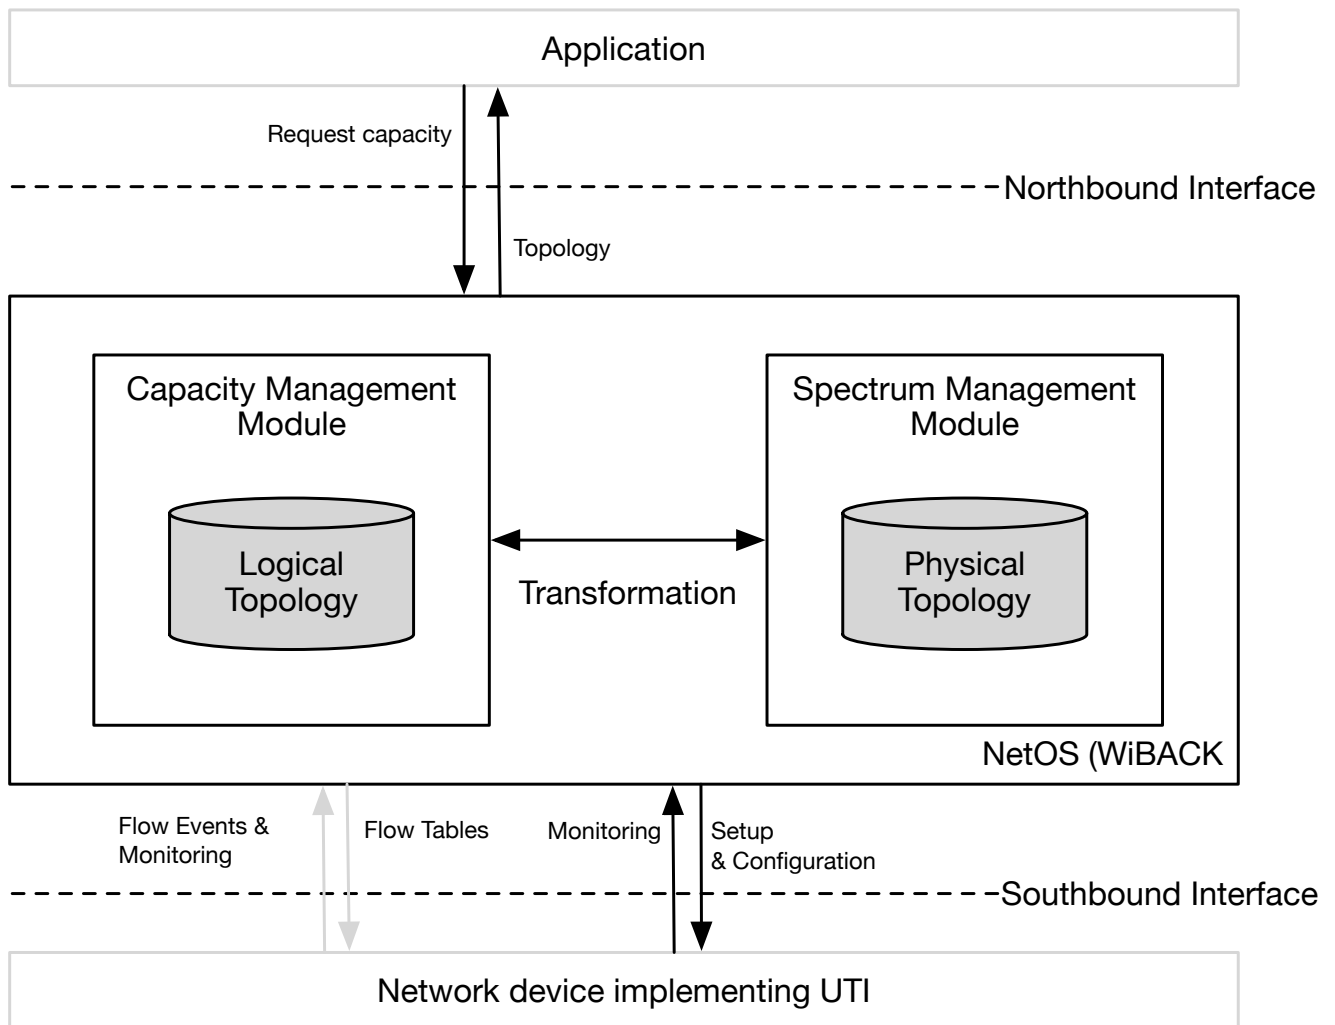 Application
Request capacity
Northbound Interface
Topology
Capacity Management
Module
Spectrum Management
Module
Logical
Topology
Transformation
Physical
Topology
NetOS (WiBACK
Flow Events &
Monitoring
Flow Tables
Monitoring
Setup
& Configuration
Southbound Interface
Network device implementing UTI